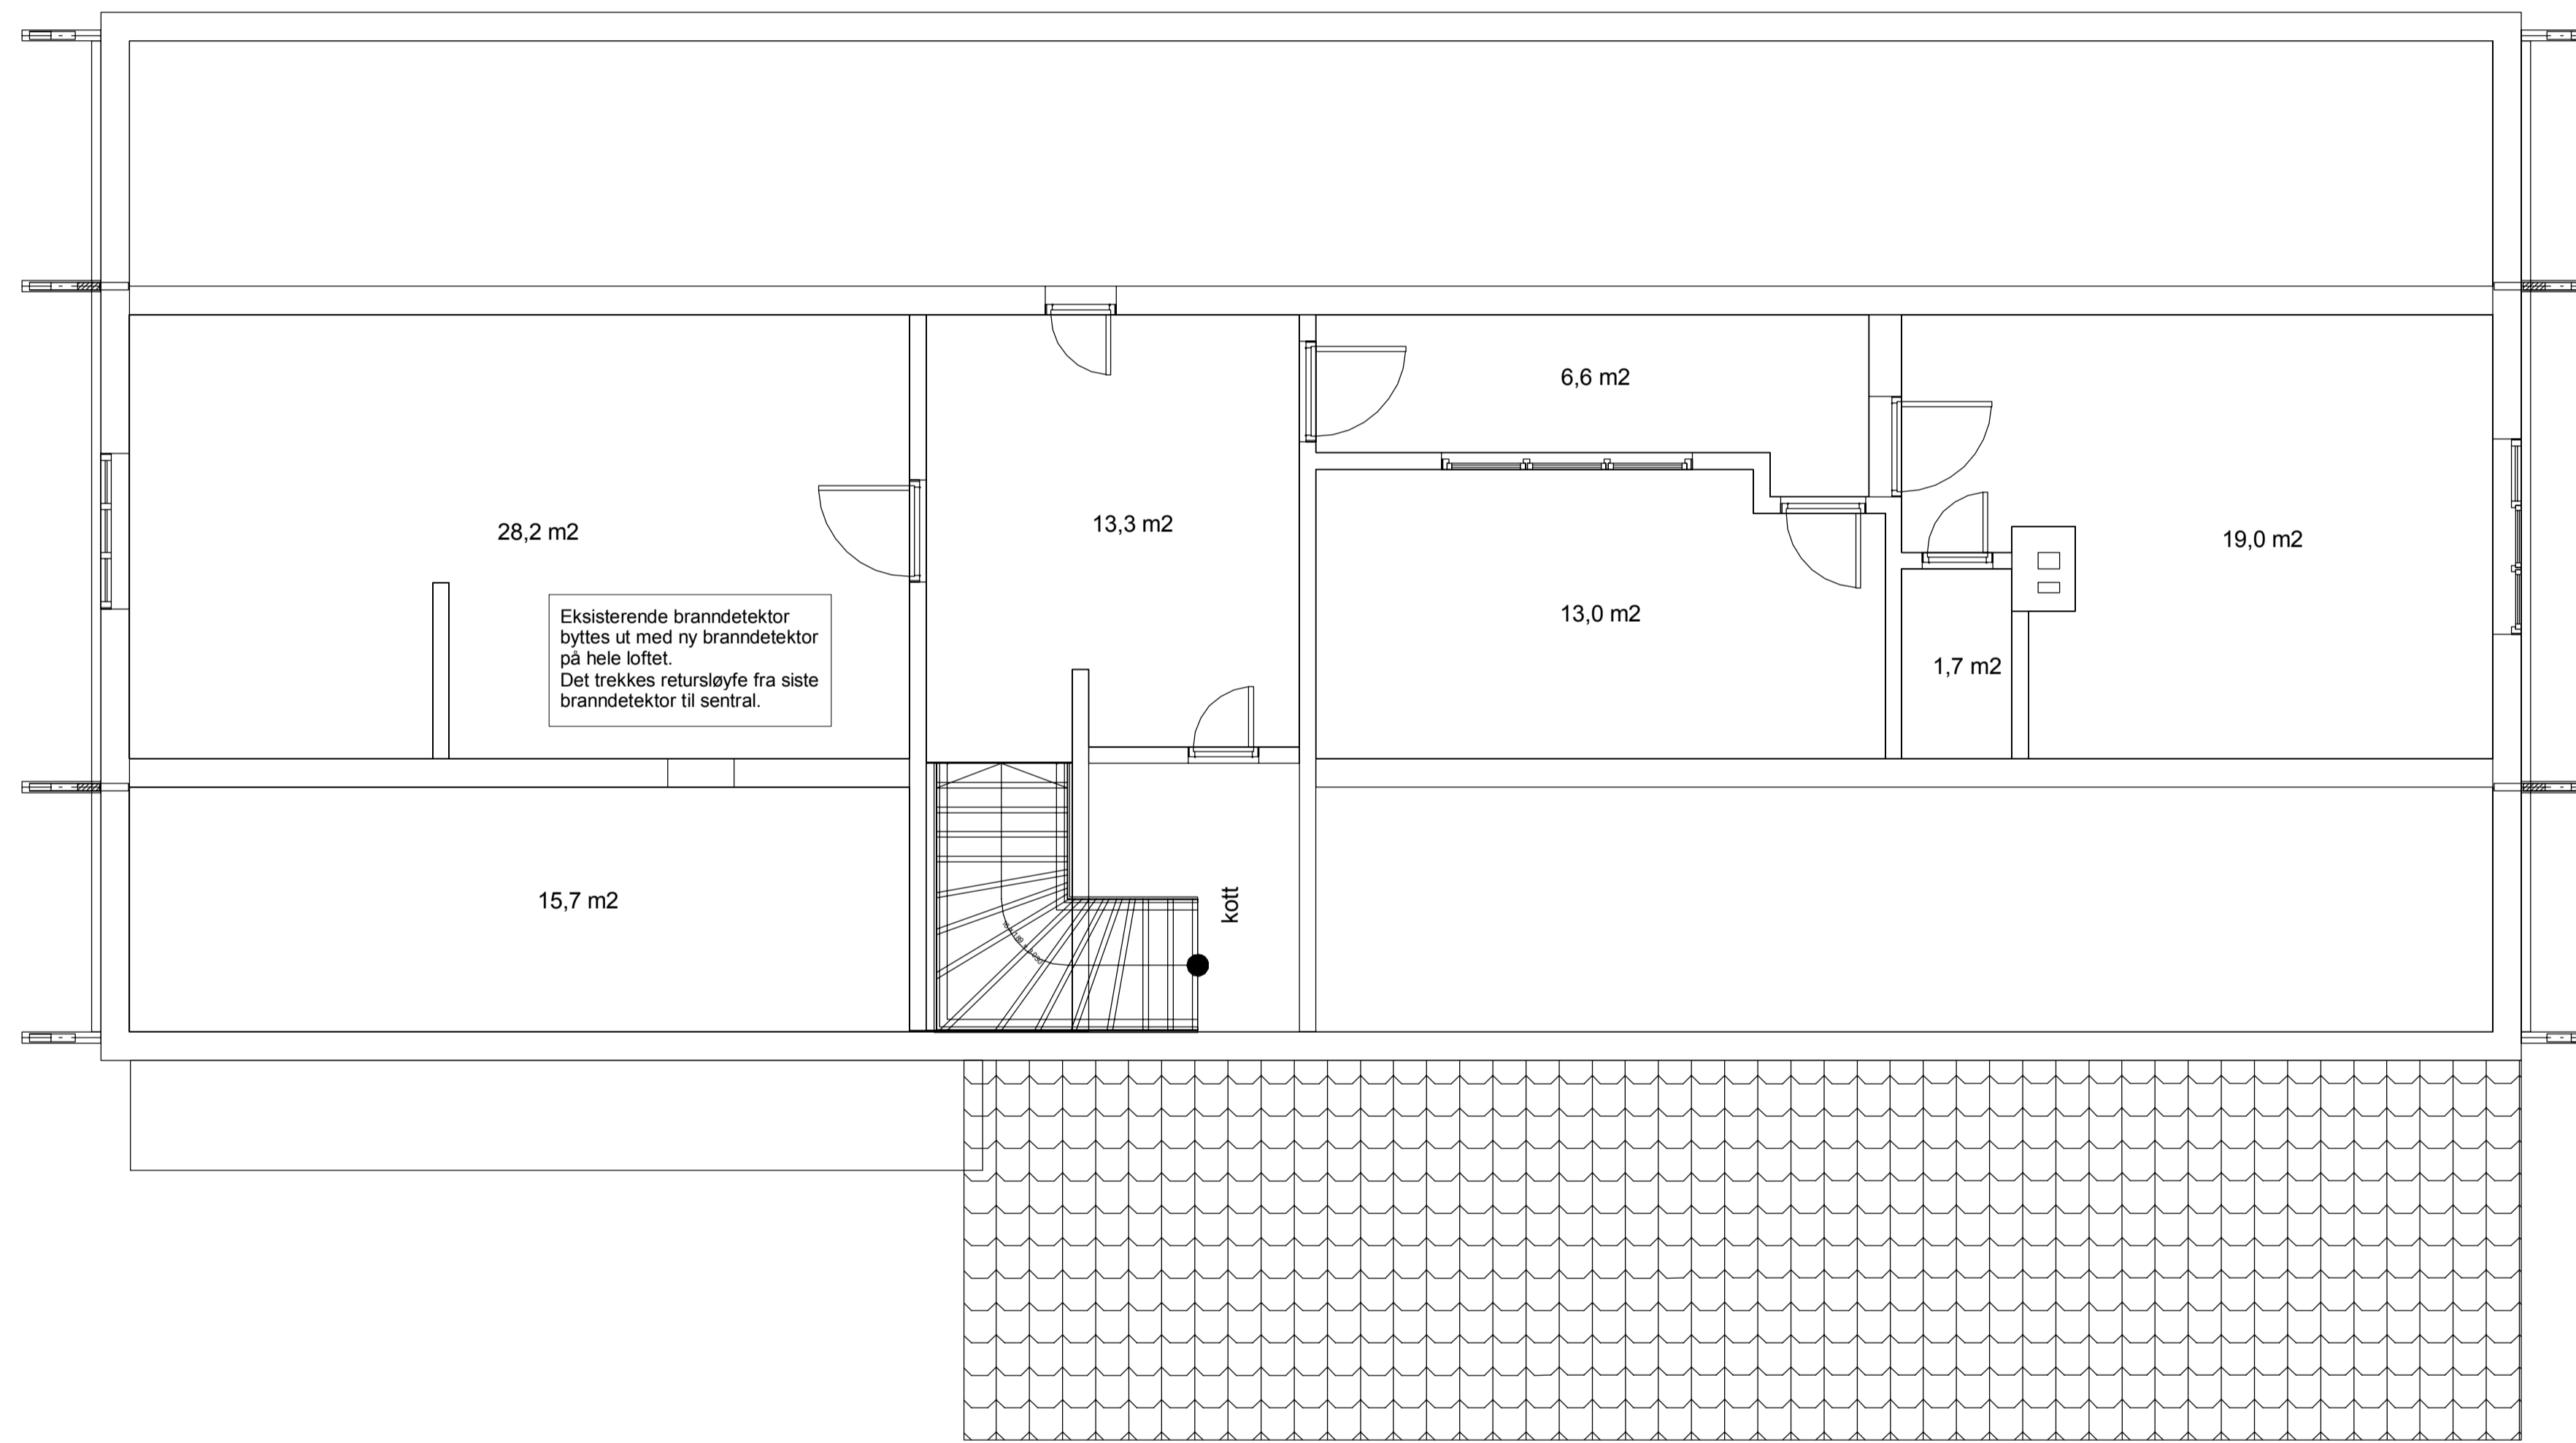 6,6 m2
28,2 m2
13,3 m2
19,0 m2
Eksisterende branndetektor
byttes ut med ny branndetektor
på hele loftet.
Det trekkes retursløyfe fra siste
branndetektor til sentral.
13,0 m2
1,7 m2
15,7 m2
kott